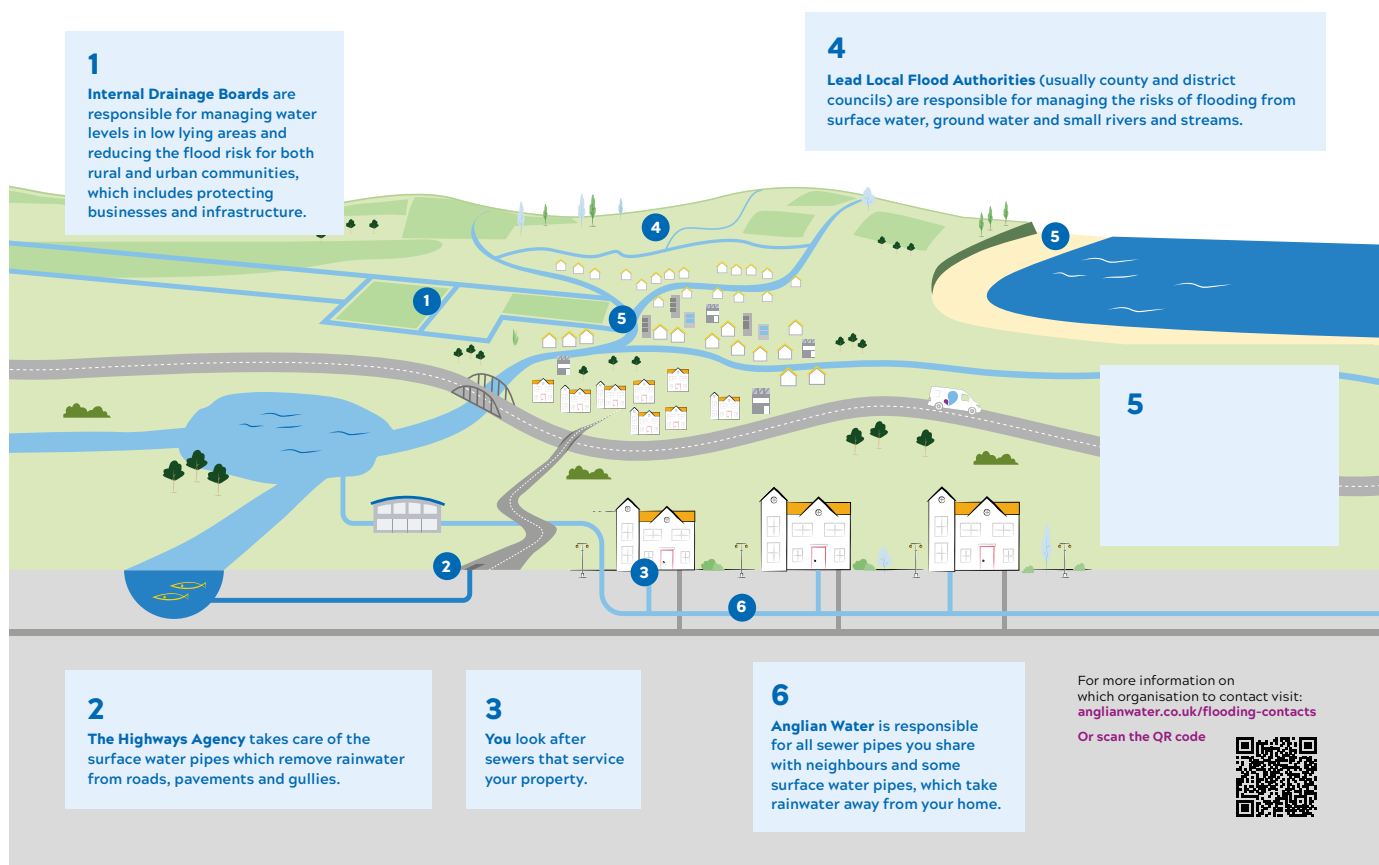 1
Internal Drainage Boards are
responsible for managing water
levels in low lying areas and
reducing the flood risk for both
rural and urban communities,
which includes protecting
businesses and infrastructure.
4
Lead Local Flood Authorities (usually county and district
councils) are responsible for managing the risks of flooding from
surface water, ground water and small rivers and streams.
4
5
1
5
5
2
3
6
2
The Highways Agency takes care of the
surface water pipes which remove rainwater
from roads, pavements and gullies.
3
You look after
sewers that service
your property.
6
Anglian Water is responsible
for all sewer pipes you share
with neighbours and some
surface water pipes, which take
rainwater away from your home.
For more information on
which organisation to contact visit:
anglianwater.co.uk/flooding-contacts
Or scan the QR code